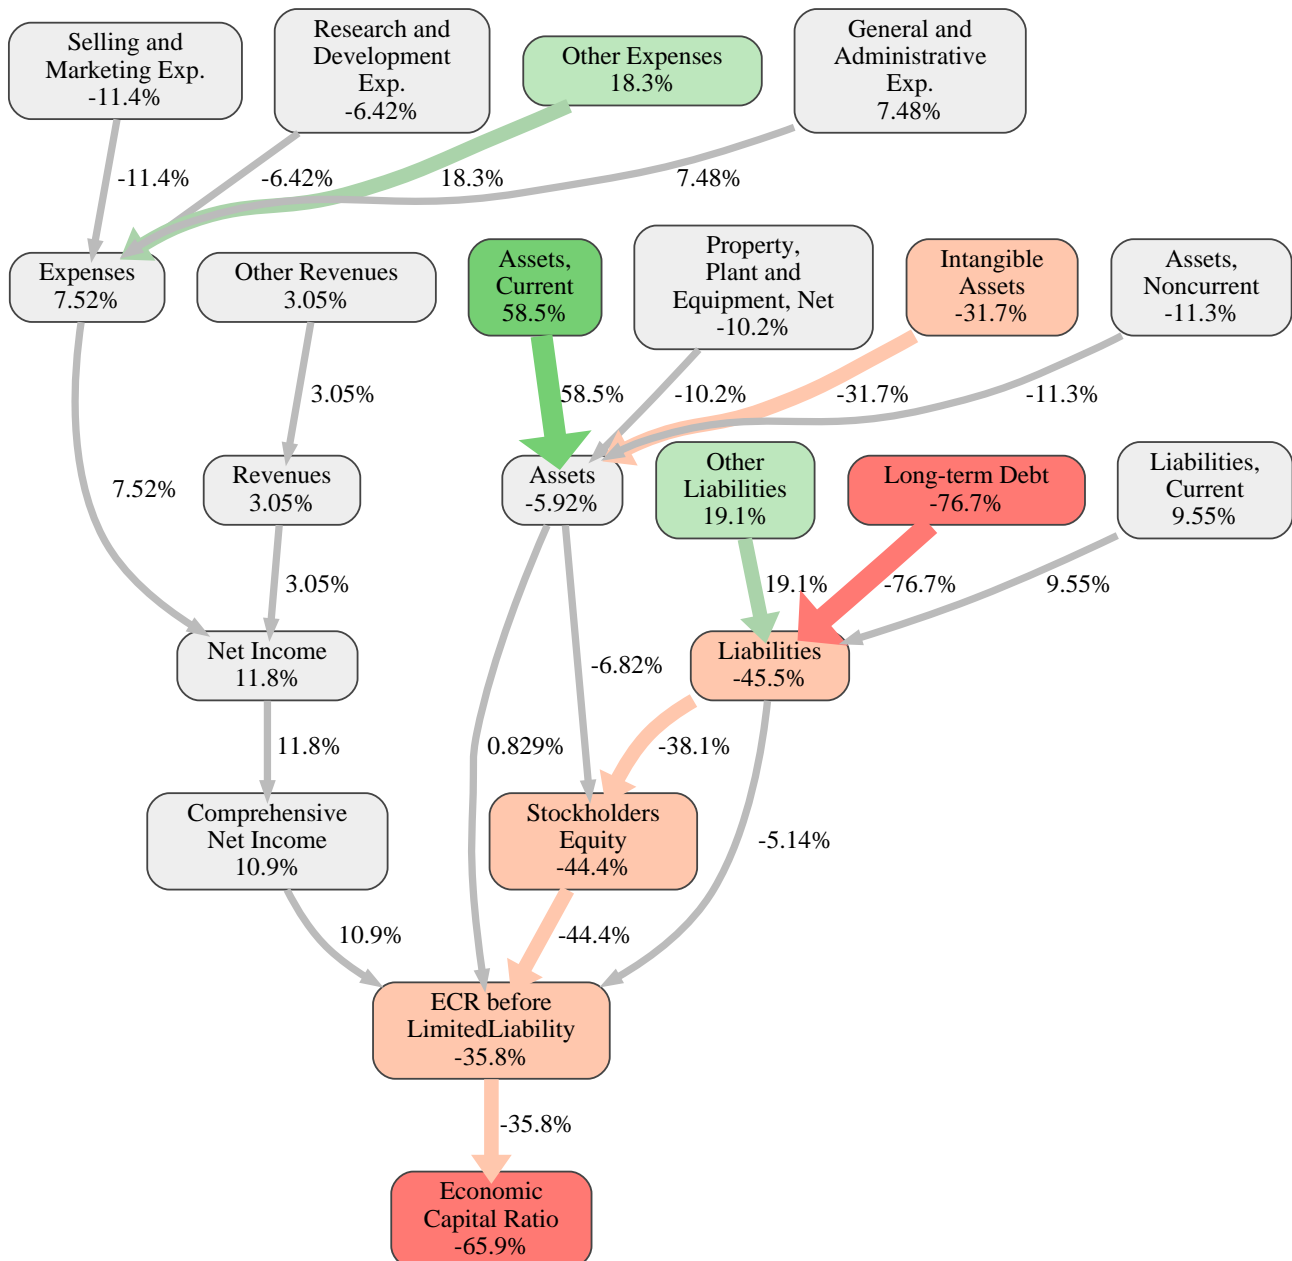 Selling and
Marketing Exp.
-11.4%
Research and
Development
Exp.
-6.42%
Other Expenses
18.3%
General and
Administrative
Exp.
7.48%
-11.4%
-6.42%
18.3%
7.48%
Expenses
7.52%
Other Revenues
3.05%
Assets,
Current
58.5%
Property,
Plant and
Equipment, Net
-10.2%
Intangible
Assets
-31.7%
Assets,
Noncurrent
-11.3%
3.05%
58.5%
-10.2%
-31.7%
-11.3%
7.52%
Revenues
3.05%
Assets
-5.92%
Other
Liabilities
19.1%
Long-term Debt
-76.7%
Liabilities,
Current
9.55%
3.05%
19.1%
-76.7%
9.55%
Net Income
11.8%
-6.82%
Liabilities
-45.5%
11.8%
0.829%
-38.1%
Comprehensive
Net Income
10.9%
Stockholders
Equity
-44.4%
-5.14%
10.9%
-44.4%
ECR before
LimitedLiability
-35.8%
-35.8%
Economic
Capital Ratio
-65.9%